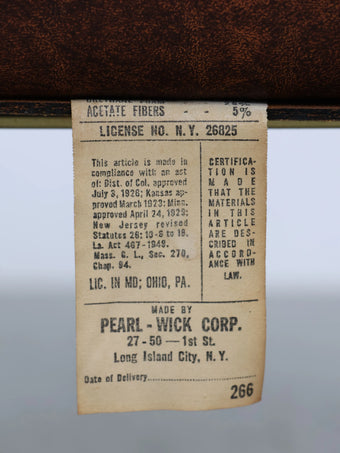 ACETATE FIBERS - - 5%
LICENSE NO. N.Y. 26825
This article is made in
compliance with an act
of: Dist. of Col. approved
July 3, 1926; Kansas ap-
proved March 1923; Minn.
approved April 24, 1929;
New Jersey revised
Statutes 26: 10-6 to 18.
La. Act 467-1948.
Mass. G. L., Sec. 270,
Chap. 94.
LIC. IN MD; OHIO, PA.
CERTIFICA-
TION IS
MADE
THAT THE
MATERIALS
IN THIS
ARTICLE
ARE DES-
CRIBED IN
ACCORD-
ANCE WITH
LAW.
MADE BY
PEARL - WICK CORP.
27-50 — 1st St.
Long Island City, N.Y.
Date of Delivery
266